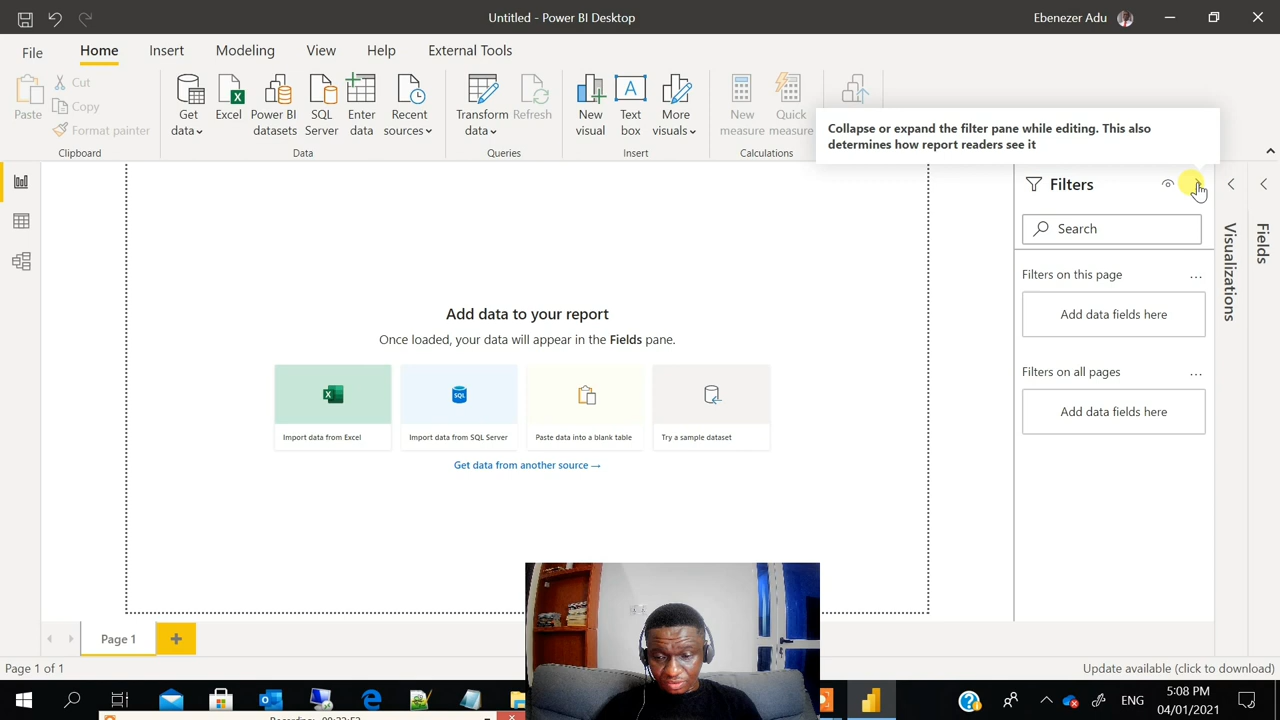 Untitled - Power BI Desktop
Ebenezer Adu
File
Home
Insert
Modeling
View
Help
External Tools
Paste
Cut
Copy
Format painter
Clipboard
Get
data
Excel
Power BI
datasets
SQL
Server
Enter
data
Recent
sources
Data
Transform
data
Refresh
Queries
New
visual
Text
box
More
visuals
Insert
New
measure
Quick
measure
Calculations
Collapse or expand the filter pane while editing. This also
determines how report readers see it
Filters
Search
Filters on this page
...
Add data fields here
Filters on all pages
...
Add data fields here
Visualizations
Fields
Add data to your report
Once loaded, your data will appear in the Fields pane.
Import data from Excel
Import data from SQL Server
Paste data into a blank table
Try a sample dataset
Get data from another source →
Page 1
Page 1 of 1
Update available (click to download)
ENG
5:08 PM
04/01/2021